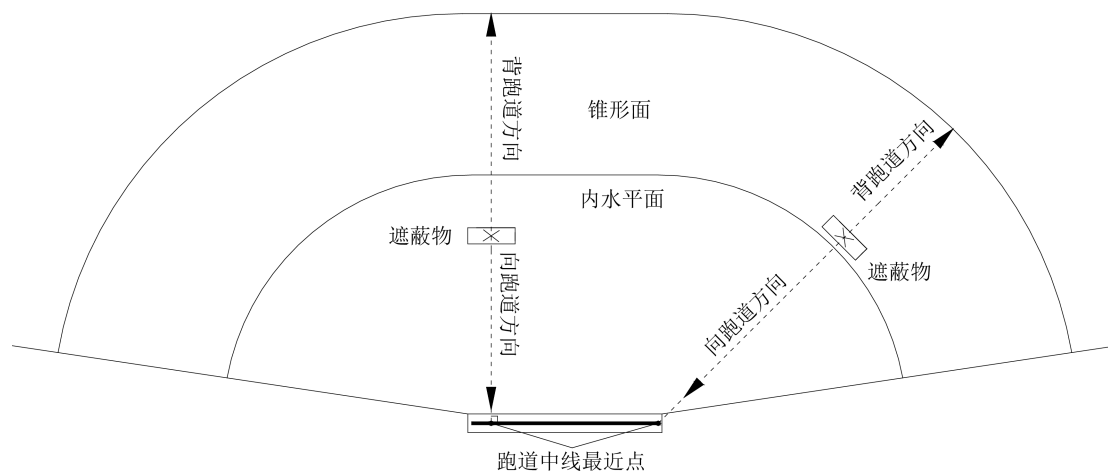 背跑道方向
锥形面
背跑道方向
内水平面
遮蔽物
遮蔽物
向跑道方向
向跑道方向
跑道中线最近点